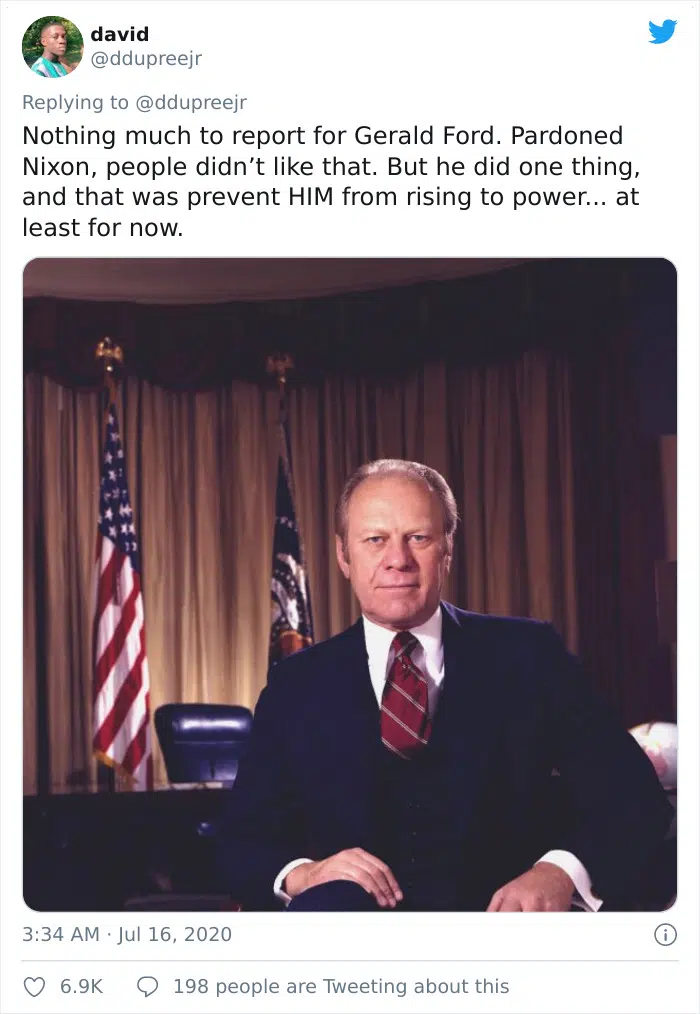 david
@ddupreejr
Replying to @ddupreejr
Nothing much to report for Gerald Ford. Pardoned
Nixon, people didn’t like that. But he did one thing,
and that was prevent HIM from rising to power... at
least for now.
3:34 AM · Jul 16, 2020
6.9K
198 people are Tweeting about this